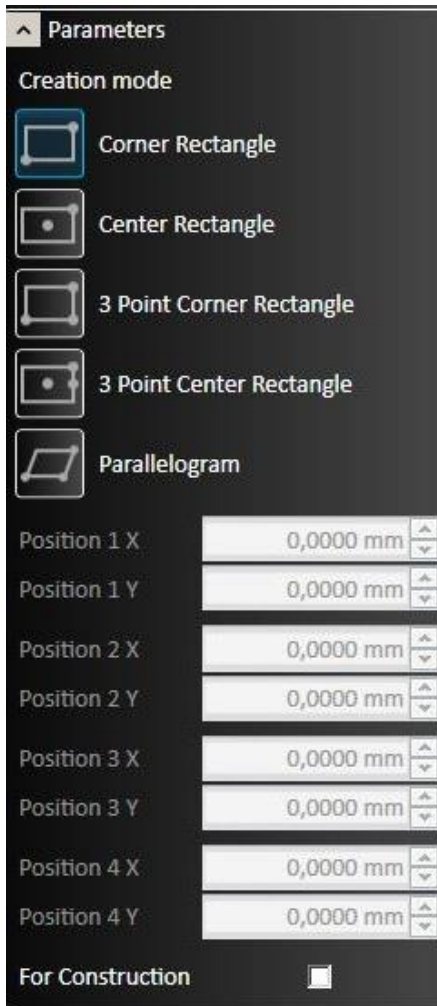 Parameters
Creation mode
Corner Rectangle
Center Rectangle
3 Point Corner Rectangle
3 Point Center Rectangle
Parallelogram
Position 1 X 0,0000 mm
Position 1 Y 0,0000 mm
Position 2 X 0,0000 mm
Position 2 Y 0,0000 mm
Position 3 X 0,0000 mm
Position 3 Y 0,0000 mm
Position 4 X 0,0000 mm
Position 4 Y 0,0000 mm
For Construction